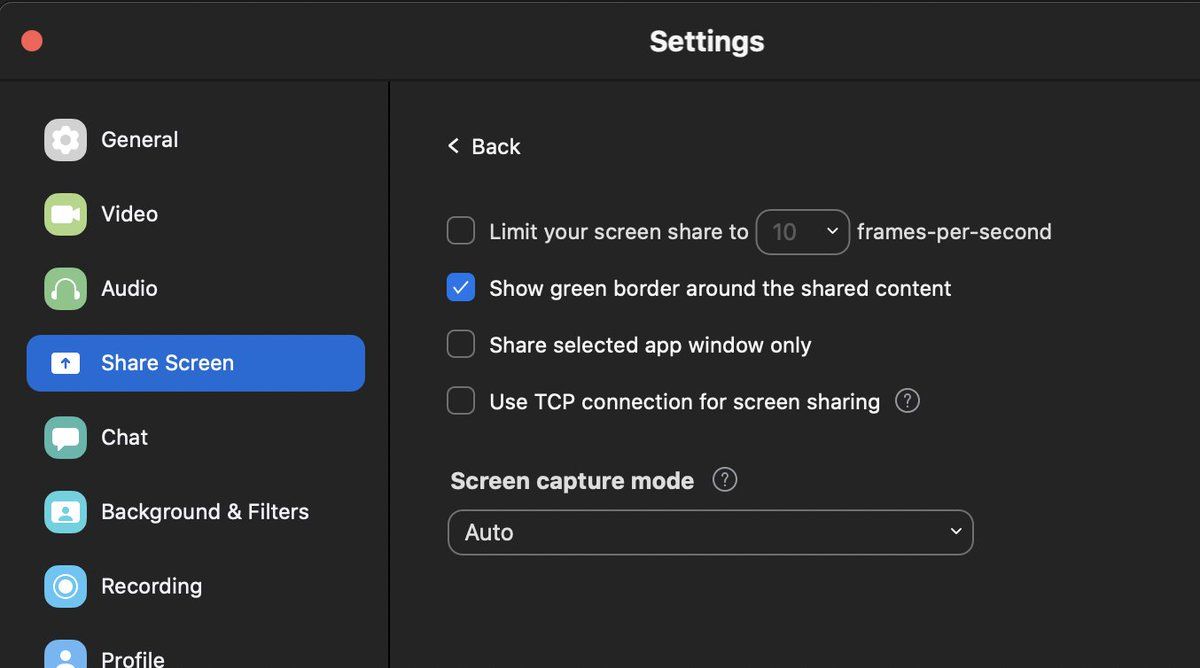 Settings
General
Video
Audio
Share Screen
Chat
Background & Filters
Recording
Profile
< Back
Limit your screen share to 10 frames-per-second
Show green border around the shared content
Share selected app window only
Use TCP connection for screen sharing ?
Screen capture mode ?
Auto